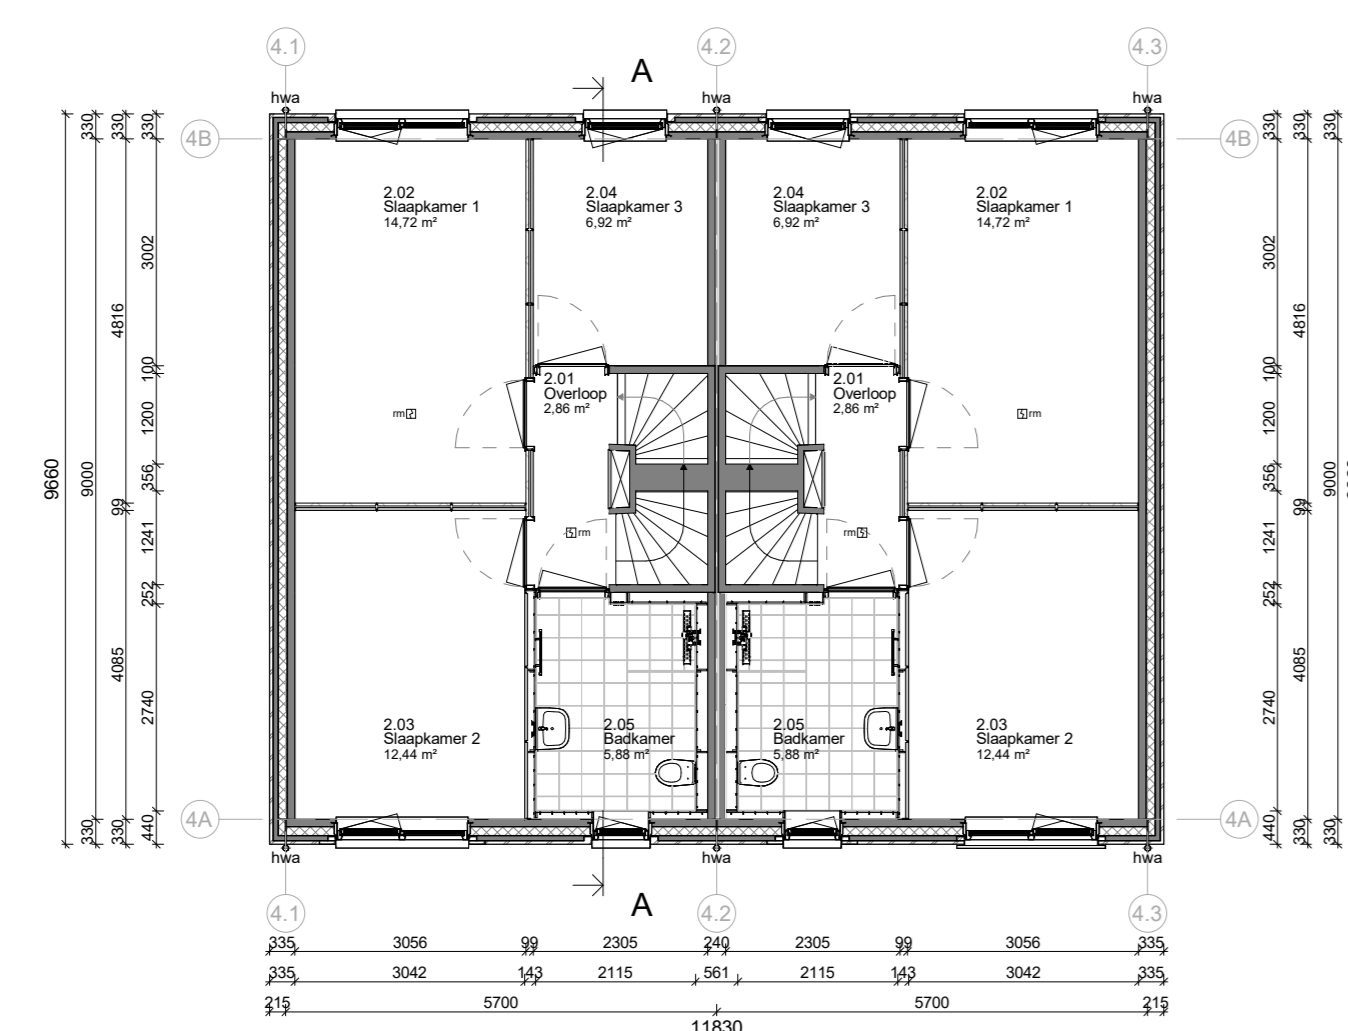 4.1 4.2 4.3
A
hwa hwa hwa
4B 4B
330 330 330 330 330 330
2.02
Slaapkamer 1
14,72 m²
2.04
Slaapkamer 3
6,92 m²
2.04
Slaapkamer 3
6,92 m²
2.02
Slaapkamer 1
14,72 m²
9660 9000 4816 3002 100 1200 356 99 1241 252 4085 2740
3002 100 1200 356 1241 252 2740 4816 99 4085 9000
2.01
Overloop
2,86 m²
2.01
Overloop
2,86 m²
rm rm
rm rm
2.03
Slaapkamer 2
12,44 m²
2.05
Badkamer
5,88 m²
2.05
Badkamer
5,88 m²
2.03
Slaapkamer 2
12,44 m²
4A 4A
330 330 440 440 330 330
hwa hwa hwa
A
4.1 4.2 4.3
335 3056 99 2305 240 2305 99 3056 335
335 3042 143 2115 561 2115 143 3042 335
215 5700 5700 215
11830